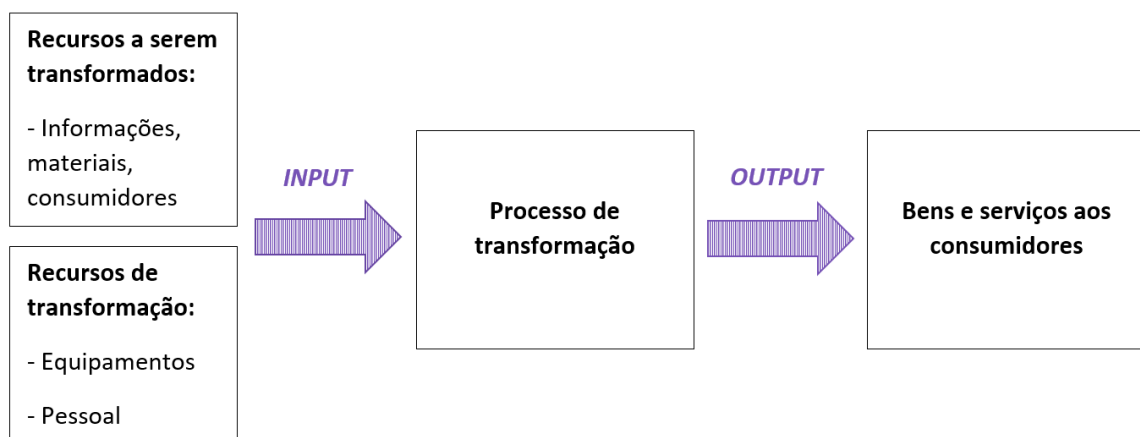 Recursos a serem
transformados:
- Informações,
materiais,
consumidores
Recursos de
transformação:
- Equipamentos
- Pessoal
INPUT
Processo de
transformação
OUTPUT
Bens e serviços aos
consumidores